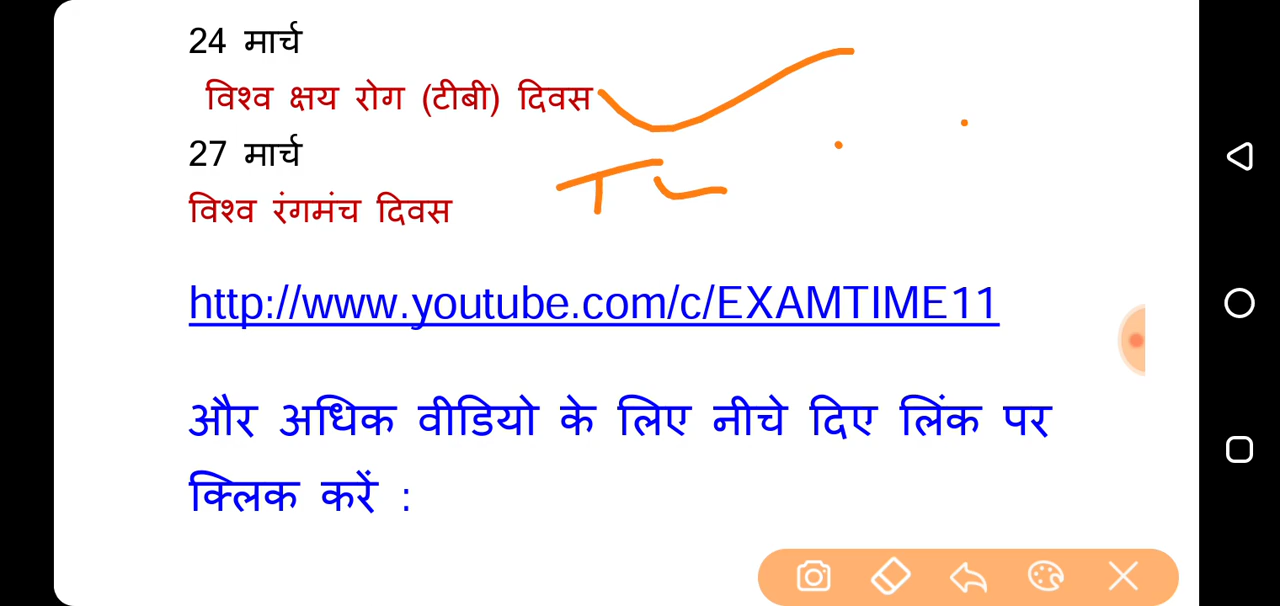 24 मार्च
विश्व क्षय रोग (टीबी) दिवस
27 मार्च
विश्व रंगमंच दिवस
http://www.youtube.com/c/EXAMTIME11
और अधिक वीडियो के लिए नीचे दिए लिंक पर
क्लिक करें :